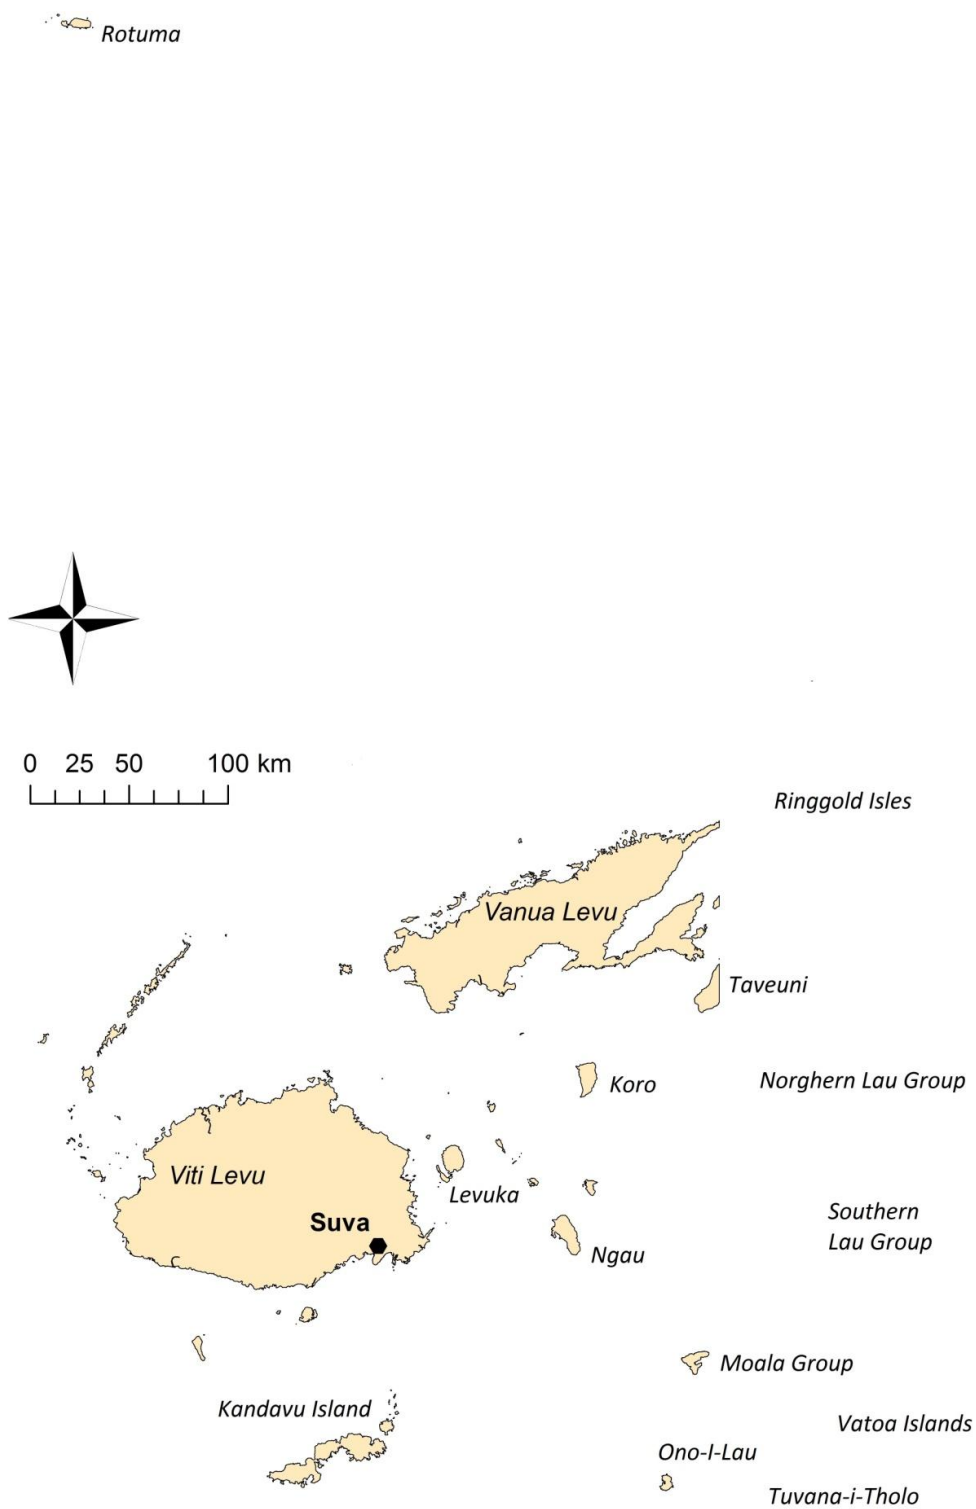 Rotuma
0 25 50 100 km
Ringgold Isles
Vanua Levu
Taveuni
Koro
Norghern Lau Group
Viti Levu
Levuka
Suva
Southern
Lau Group
Ngau
Moala Group
Kandavu Island
Vatoa Islands
Ono-I-Lau
Tuvana-i-Tholo